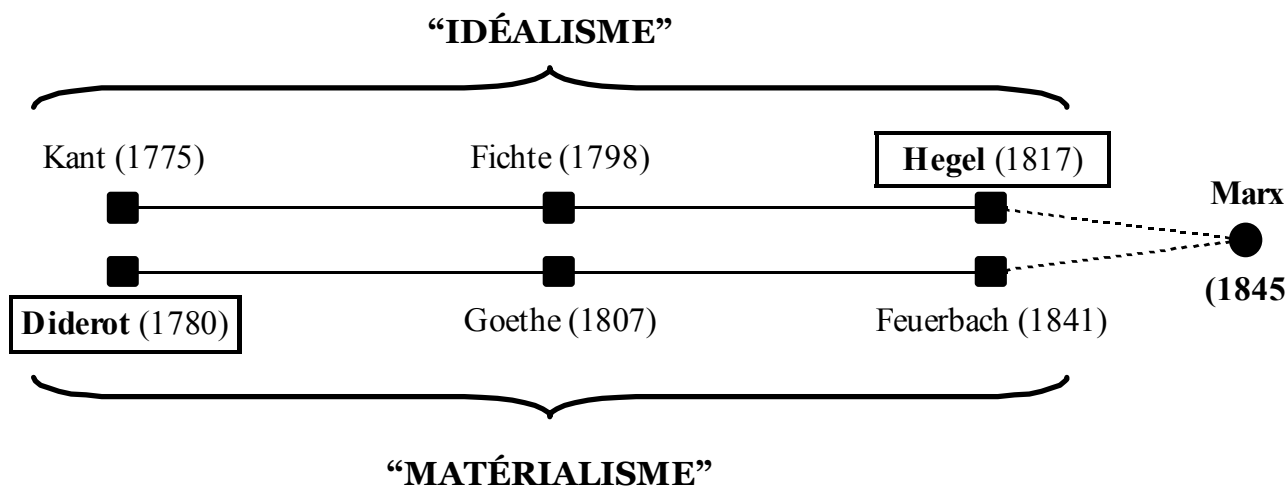 “IDÉALISME”
Kant (1775) Fichte (1798) Hegel (1817)
Marx
(1845
Diderot (1780) Goethe (1807) Feuerbach (1841)
“MATÉRIALISME”